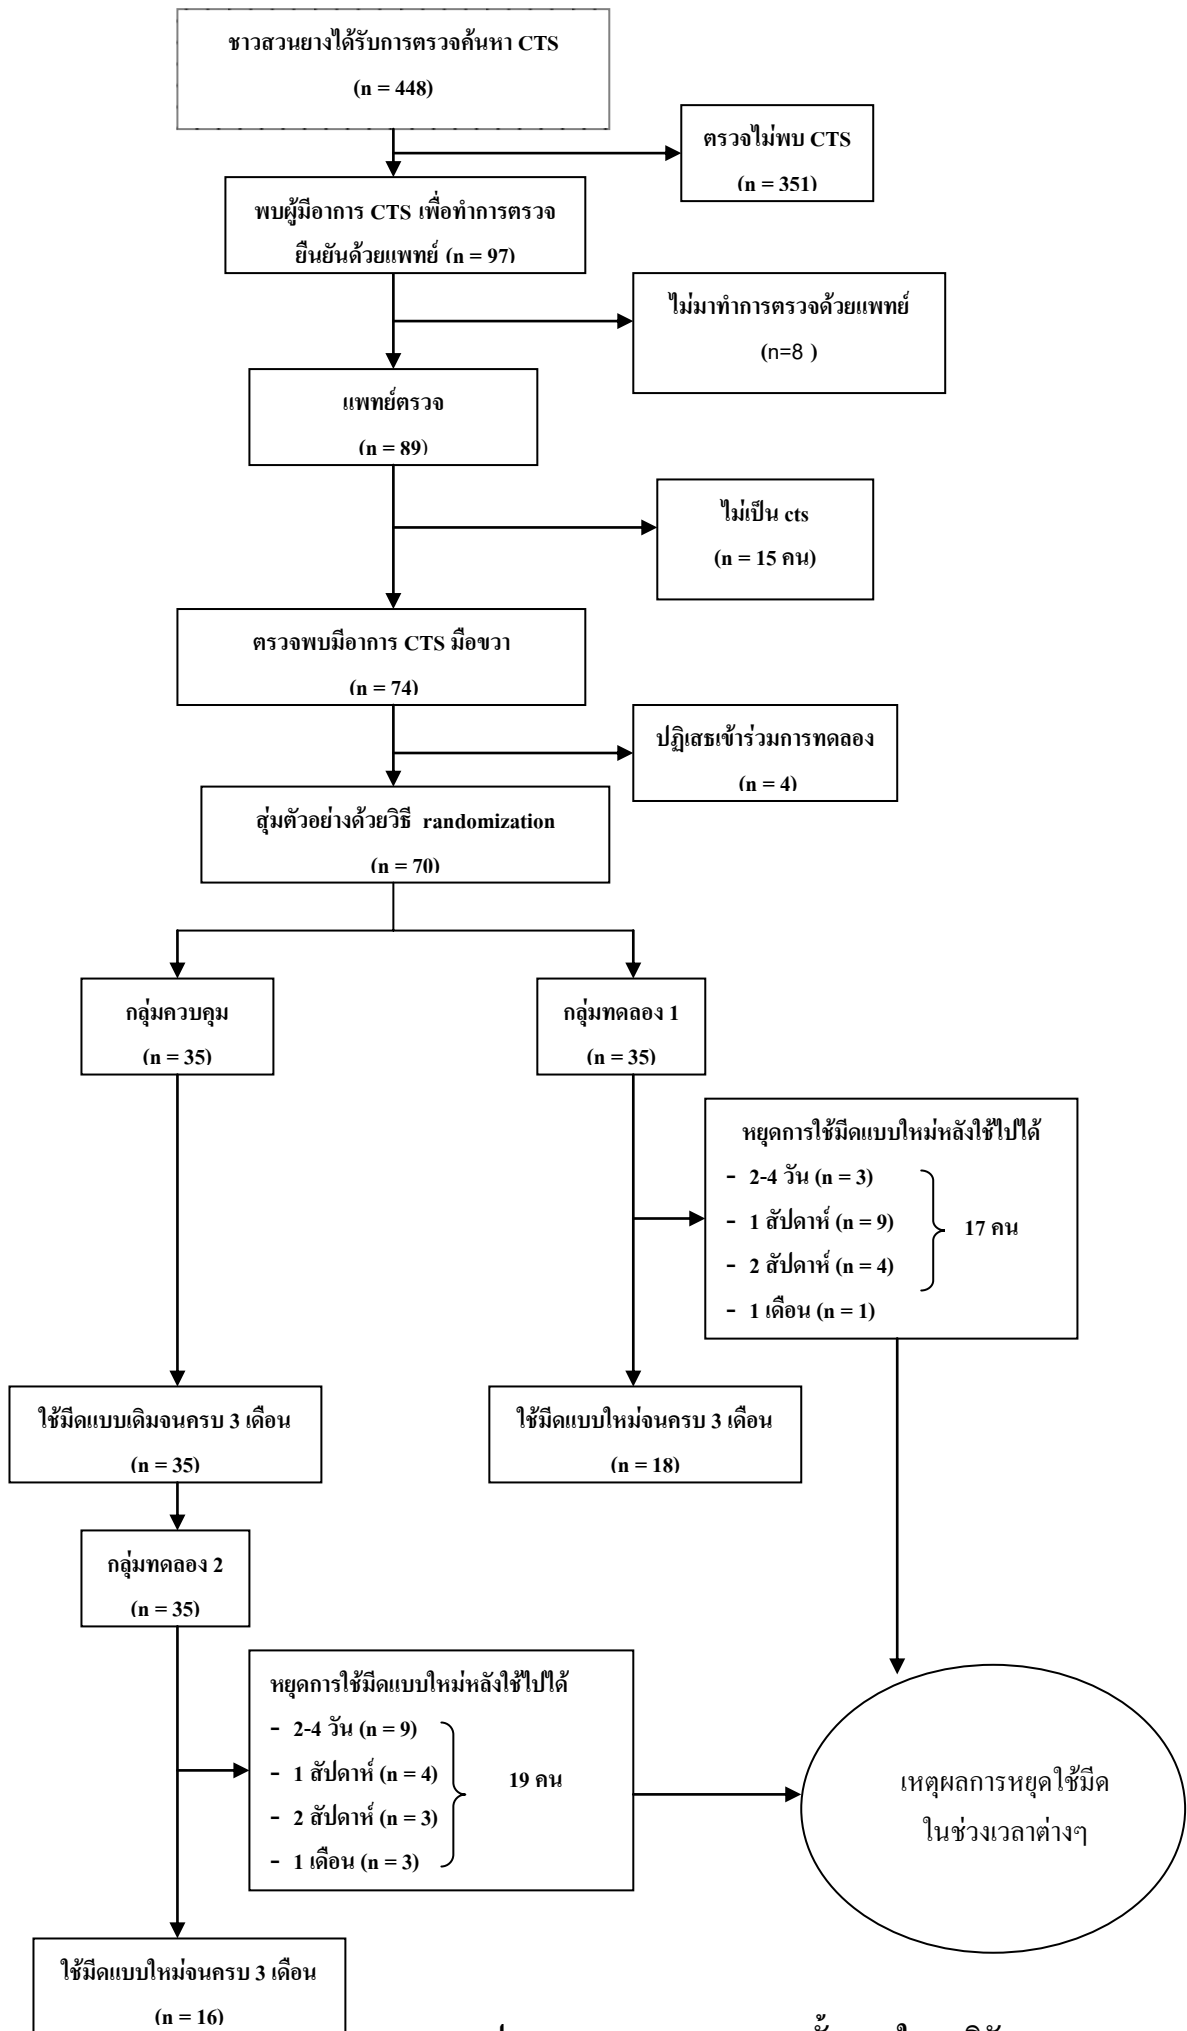 ชาวสวนยางได้รับการตรวจค้นหา CTS
(n = 448)
ตรวจไม่พบ CTS
(n = 351)
พบผู้มีอาการ CTS เพื่อทำการตรวจ
ยืนยันด้วยแพทย์ (n = 97)
ไม่มาทำการตรวจด้วยแพทย์
(n=8 )
แพทย์ตรวจ
(n = 89)
ไม่เป็น cts
(n = 15 คน)
ตรวจพบมีอาการ CTS มือขวา
(n = 74)
ปฏิเสธเข้าร่วมการทดลอง
(n = 4)
สุ่มตัวอย่างด้วยวิธี randomization
(n = 70)
กลุ่มควบคุม
(n = 35)
กลุ่มทดลอง 1
(n = 35)
หยุดการใช้มีดแบบใหม่หลังใช้ไปได้
- 2-4 วัน (n = 3)
- 1 สัปดาห์ (n = 9)
- 2 สัปดาห์ (n = 4)
- 1 เดือน (n = 1)
17 คน
ใช้มีดแบบเดิมจนครบ 3 เดือน
(n = 35)
ใช้มีดแบบใหม่จนครบ 3 เดือน
(n = 18)
กลุ่มทดลอง 2
(n = 35)
หยุดการใช้มีดแบบใหม่หลังใช้ไปได้
- 2-4 วัน (n = 9)
- 1 สัปดาห์ (n = 4)
- 2 สัปดาห์ (n = 3)
- 1 เดือน (n = 3)
19 คน
เหตุผลการหยุดใช้มีด
ในช่วงเวลาต่างๆ
ใช้มีดแบบใหม่จนครบ 3 เดือน
(n = 16)